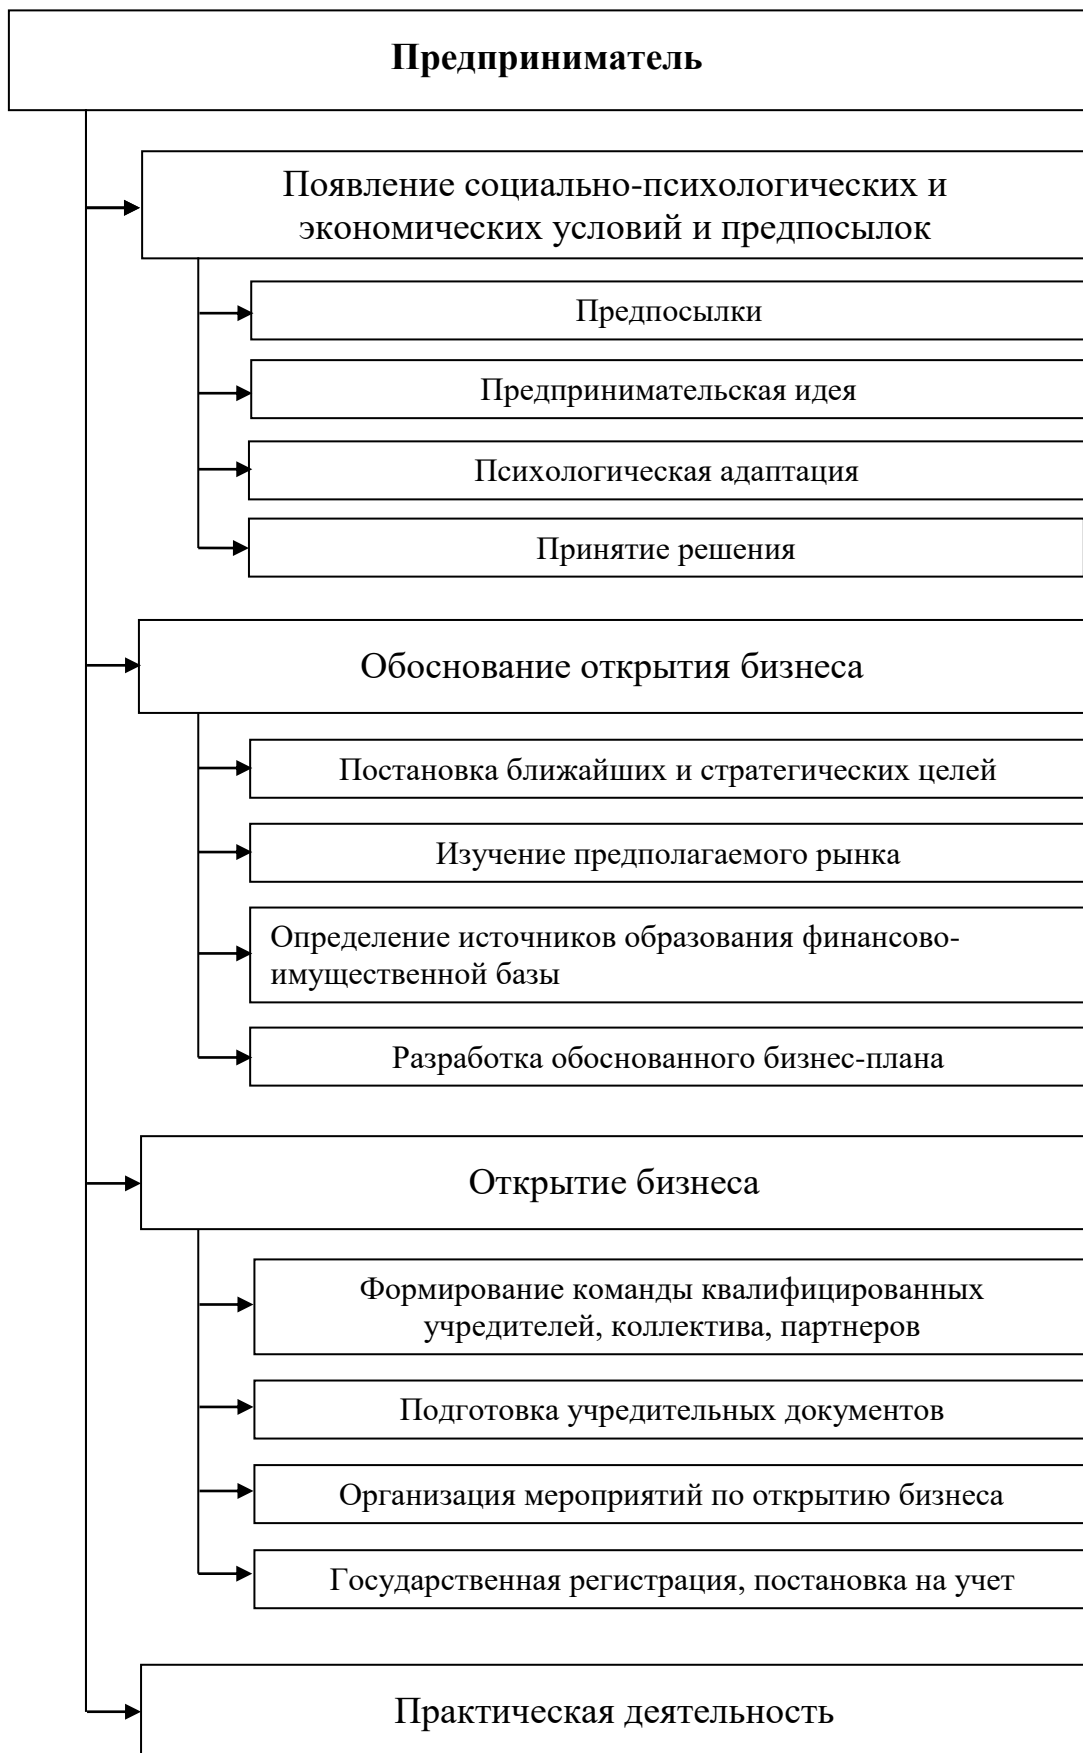 Предприниматель
Появление социально-психологических и
экономических условий и предпосылок
Предпосылки
Предпринимательская идея
Психологическая адаптация
Принятие решения
Обоснование открытия бизнеса
Постановка ближайших и стратегических целей
Изучение предполагаемого рынка
Определение источников образования финансово-
имущественной базы
Разработка обоснованного бизнес-плана
Открытие бизнеса
Формирование команды квалифицированных
учредителей, коллектива, партнеров
Подготовка учредительных документов
Организация мероприятий по открытию бизнеса
Государственная регистрация, постановка на учет
Практическая деятельность